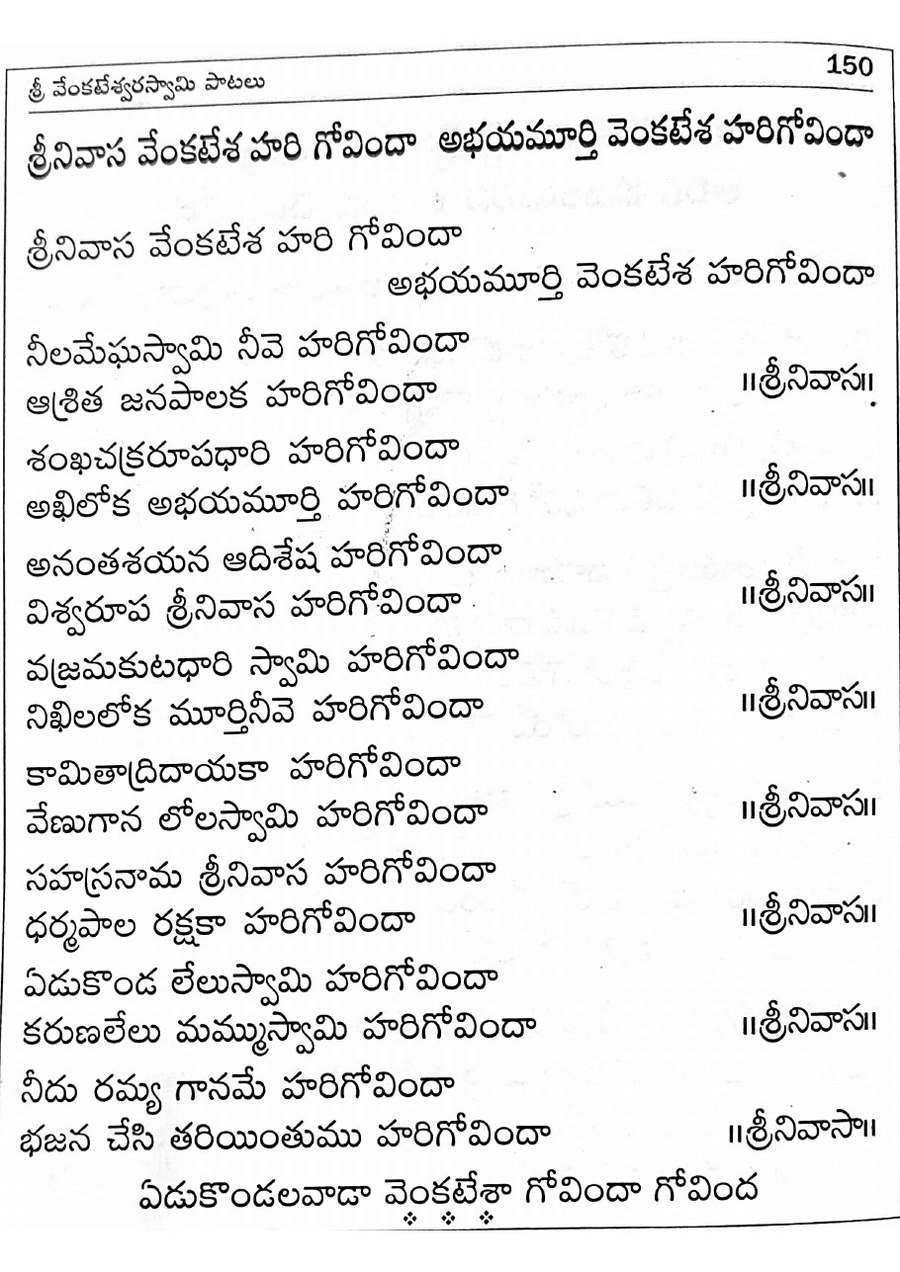 శ్రీ వేంకటేశ్వరస్వామి పాటలు 150
శ్రీనివాస వేంకటేశ హరి గోవిందా అభయమూర్తి వెంకటేశ హరిగోవిందా
శ్రీనివాస వేంకటేశ హరి గోవిందా
అభయమూర్తి వెంకటేశ హరిగోవిందా
నీలమేఘస్వామి నీవె హరిగోవిందా
ఆశ్రిత జనపాలక హరిగోవిందా ॥శ్రీనివాస॥
శంఖచక్రరూపధారి హరిగోవిందా
అఖిలోక అభయమూర్తి హరిగోవిందా ॥శ్రీనివాస॥
అనంతశయన ఆదిశేష హరిగోవిందా
విశ్వరూప శ్రీనివాస హరిగోవిందా ॥శ్రీనివాస॥
వజ్రమకుటధారి స్వామి హరిగోవిందా
నిఖిలలోక మూర్తినీవె హరిగోవిందా ॥శ్రీనివాస॥
కామితాద్రిదాయకా హరిగోవిందా
వేణుగాన లోలస్వామి హరిగోవిందా ॥శ్రీనివాస॥
సహస్రనామ శ్రీనివాస హరిగోవిందా
ధర్మపాల రక్షకా హరిగోవిందా ॥శ్రీనివాస॥
ఏడుకొండ లేలుస్వామి హరిగోవిందా
కరుణలేలు మమ్ముస్వామి హరిగోవిందా ॥శ్రీనివాస॥
నీదు రమ్య గానమే హరిగోవిందా
భజన చేసి తరియింతుము హరిగోవిందా ॥శ్రీనివాసా॥
ఏడుకొండలవాడా వెంకటేశా గోవిందా గోవింద